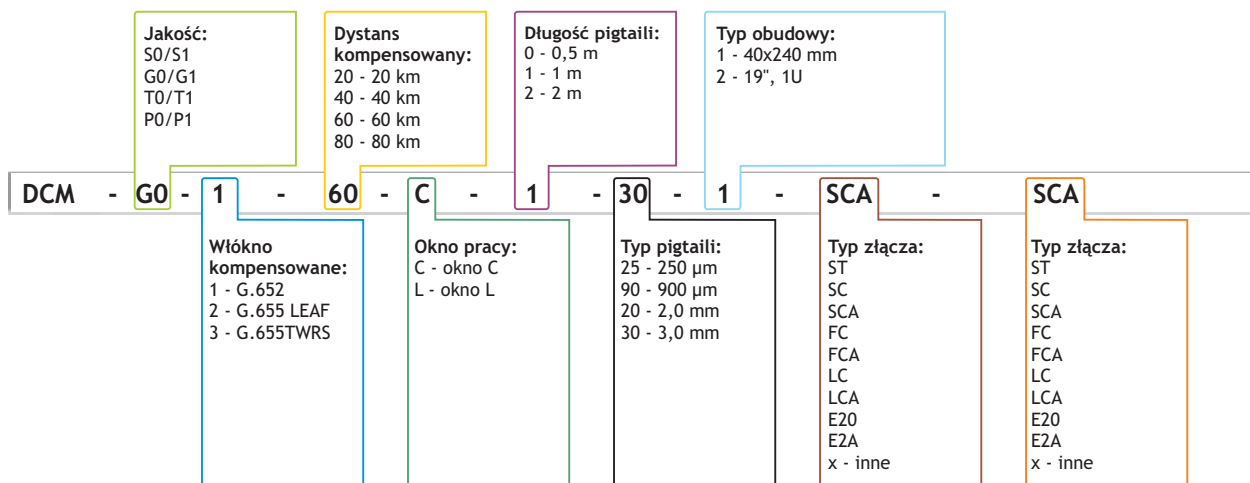 Jakość:
S0/S1
G0/G1
T0/T1
P0/P1
Dystans
kompensowany:
20 - 20 km
40 - 40 km
60 - 60 km
80 - 80 km
Długość pigtaili:
0 - 0,5 m
1 - 1 m
2 - 2 m
Typ obudowy:
1 - 40x240 mm
2 - 19", 1U
DCM - G0 - 1 - 60 - C - 1 - 30 - 1 - SCA - SCA
Włókno
kompensowane:
1 - G.652
2 - G.655 LEAF
3 - G.655TWRS
Okno pracy:
C - okno C
L - okno L
Typ pigtaili:
25 - 250 µm
90 - 900 µm
20 - 2,0 mm
30 - 3,0 mm
Typ złącza:
ST
SC
SCA
FC
FCA
LC
LCA
E20
E2A
x - inne
Typ złącza:
ST
SC
SCA
FC
FCA
LC
LCA
E20
E2A
x - inne